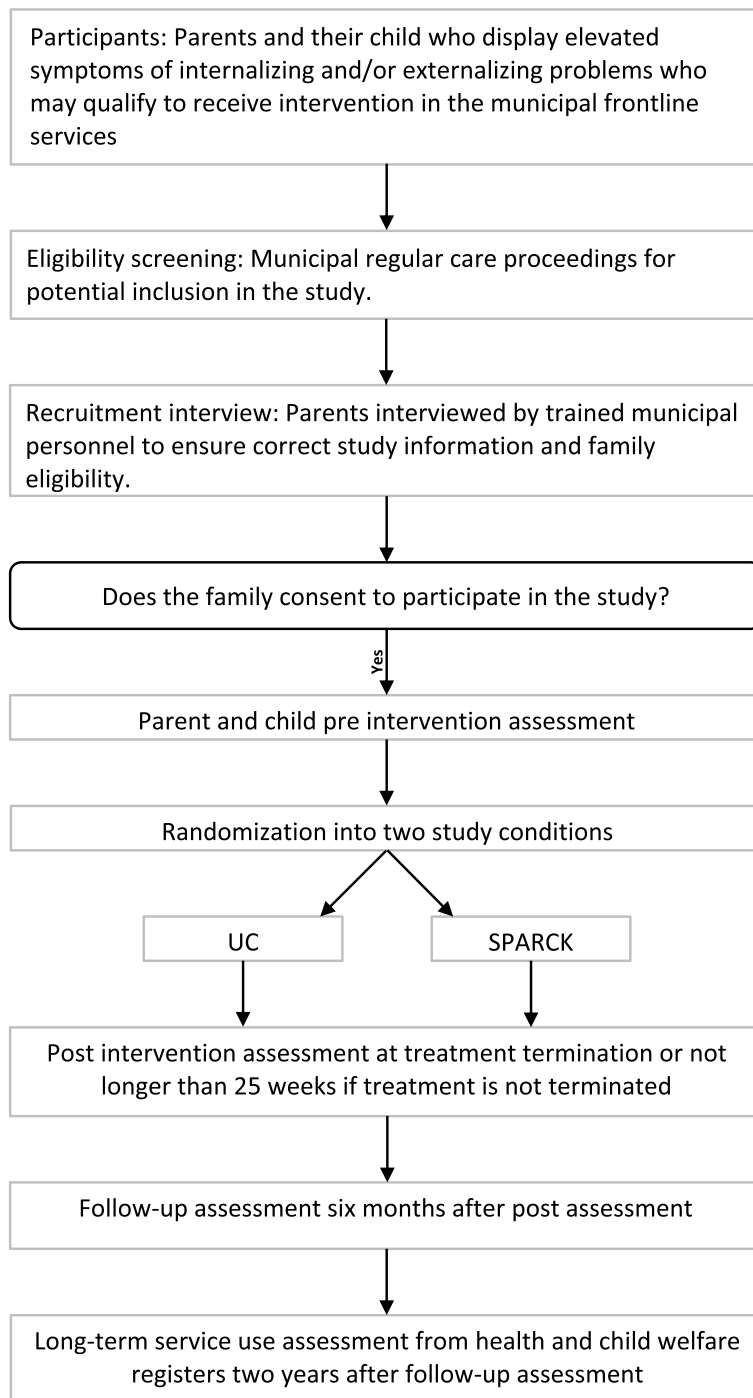 Participants: Parents and their child who display elevated
symptoms of internalizing and/or externalizing problems who
may qualify to receive intervention in the municipal frontline
services
Eligibility screening: Municipal regular care proceedings for
potential inclusion in the study.
Recruitment interview: Parents interviewed by trained municipal
personnel to ensure correct study information and family
eligibility.
Does the family consent to participate in the study?
Yes
Parent and child pre intervention assessment
Randomization into two study conditions
UC
SPARCK
Post intervention assessment at treatment termination or not
longer than 25 weeks if treatment is not terminated
Follow-up assessment six months after post assessment
Long-term service use assessment from health and child welfare
registers two years after follow-up assessment